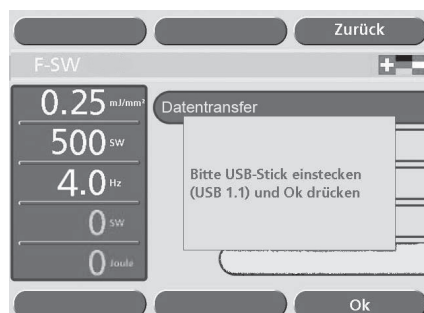 Zurück
F-SW
0.25 mJ/mm²
Datentransfer
500 SW
4.0 Hz
0 SW
0 Joule
Bitte USB-Stick einstecken
(USB 1.1) und Ok drücken
Ok